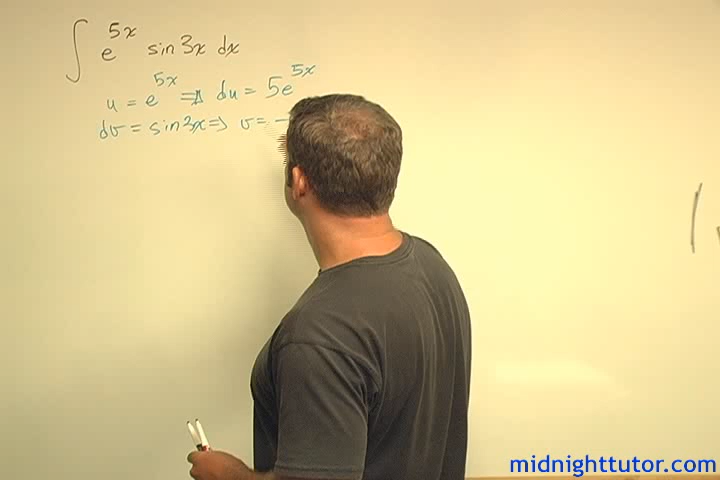 ∫ e^5x sin 3x dx
u = e^5x ⇒ du = 5e^5x
dv = sin 3x ⇒ v = -
midnighttutor.com